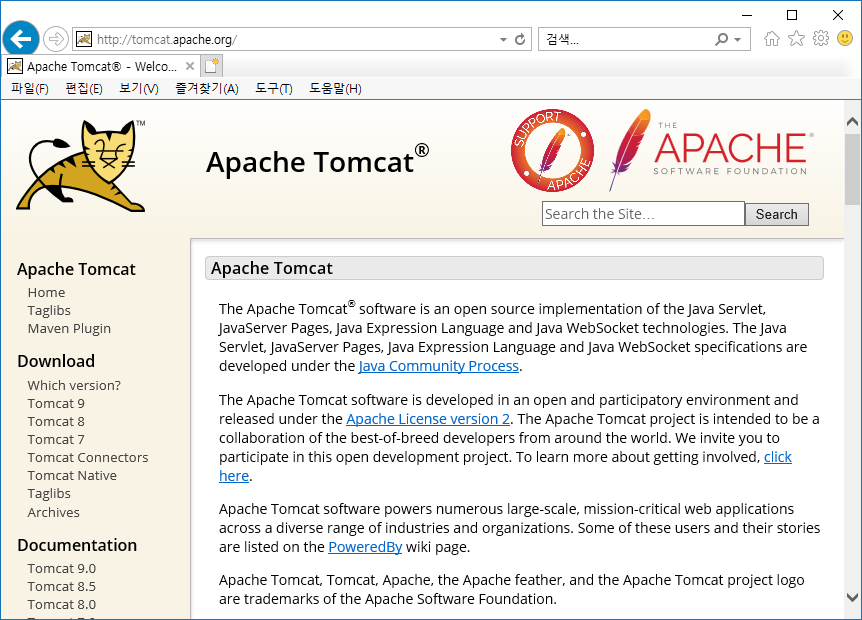 http://tomcat.apache.org/
검색...
Apache Tomcat® - Welco...
파일(F) 편집(E) 보기(V) 즐겨찾기(A) 도구(T) 도움말(H)
TM
Apache Tomcat®
SUPPORT APACHE
THE
APACHE®
SOFTWARE FOUNDATION
Search the Site…
Search
Apache Tomcat
Home
Taglibs
Maven Plugin
Download
Which version?
Tomcat 9
Tomcat 8
Tomcat 7
Tomcat Connectors
Tomcat Native
Taglibs
Archives
Documentation
Tomcat 9.0
Tomcat 8.5
Tomcat 8.0
Apache Tomcat
The Apache Tomcat® software is an open source implementation of the Java Servlet,
JavaServer Pages, Java Expression Language and Java WebSocket technologies. The Java
Servlet, JavaServer Pages, Java Expression Language and Java WebSocket specifications are
developed under the Java Community Process.
The Apache Tomcat software is developed in an open and participatory environment and
released under the Apache License version 2. The Apache Tomcat project is intended to be a
collaboration of the best-of-breed developers from around the world. We invite you to
participate in this open development project. To learn more about getting involved, click
here.
Apache Tomcat software powers numerous large-scale, mission-critical web applications
across a diverse range of industries and organizations. Some of these users and their stories
are listed on the PoweredBy wiki page.
Apache Tomcat, Tomcat, Apache, the Apache feather, and the Apache Tomcat project logo
are trademarks of the Apache Software Foundation.